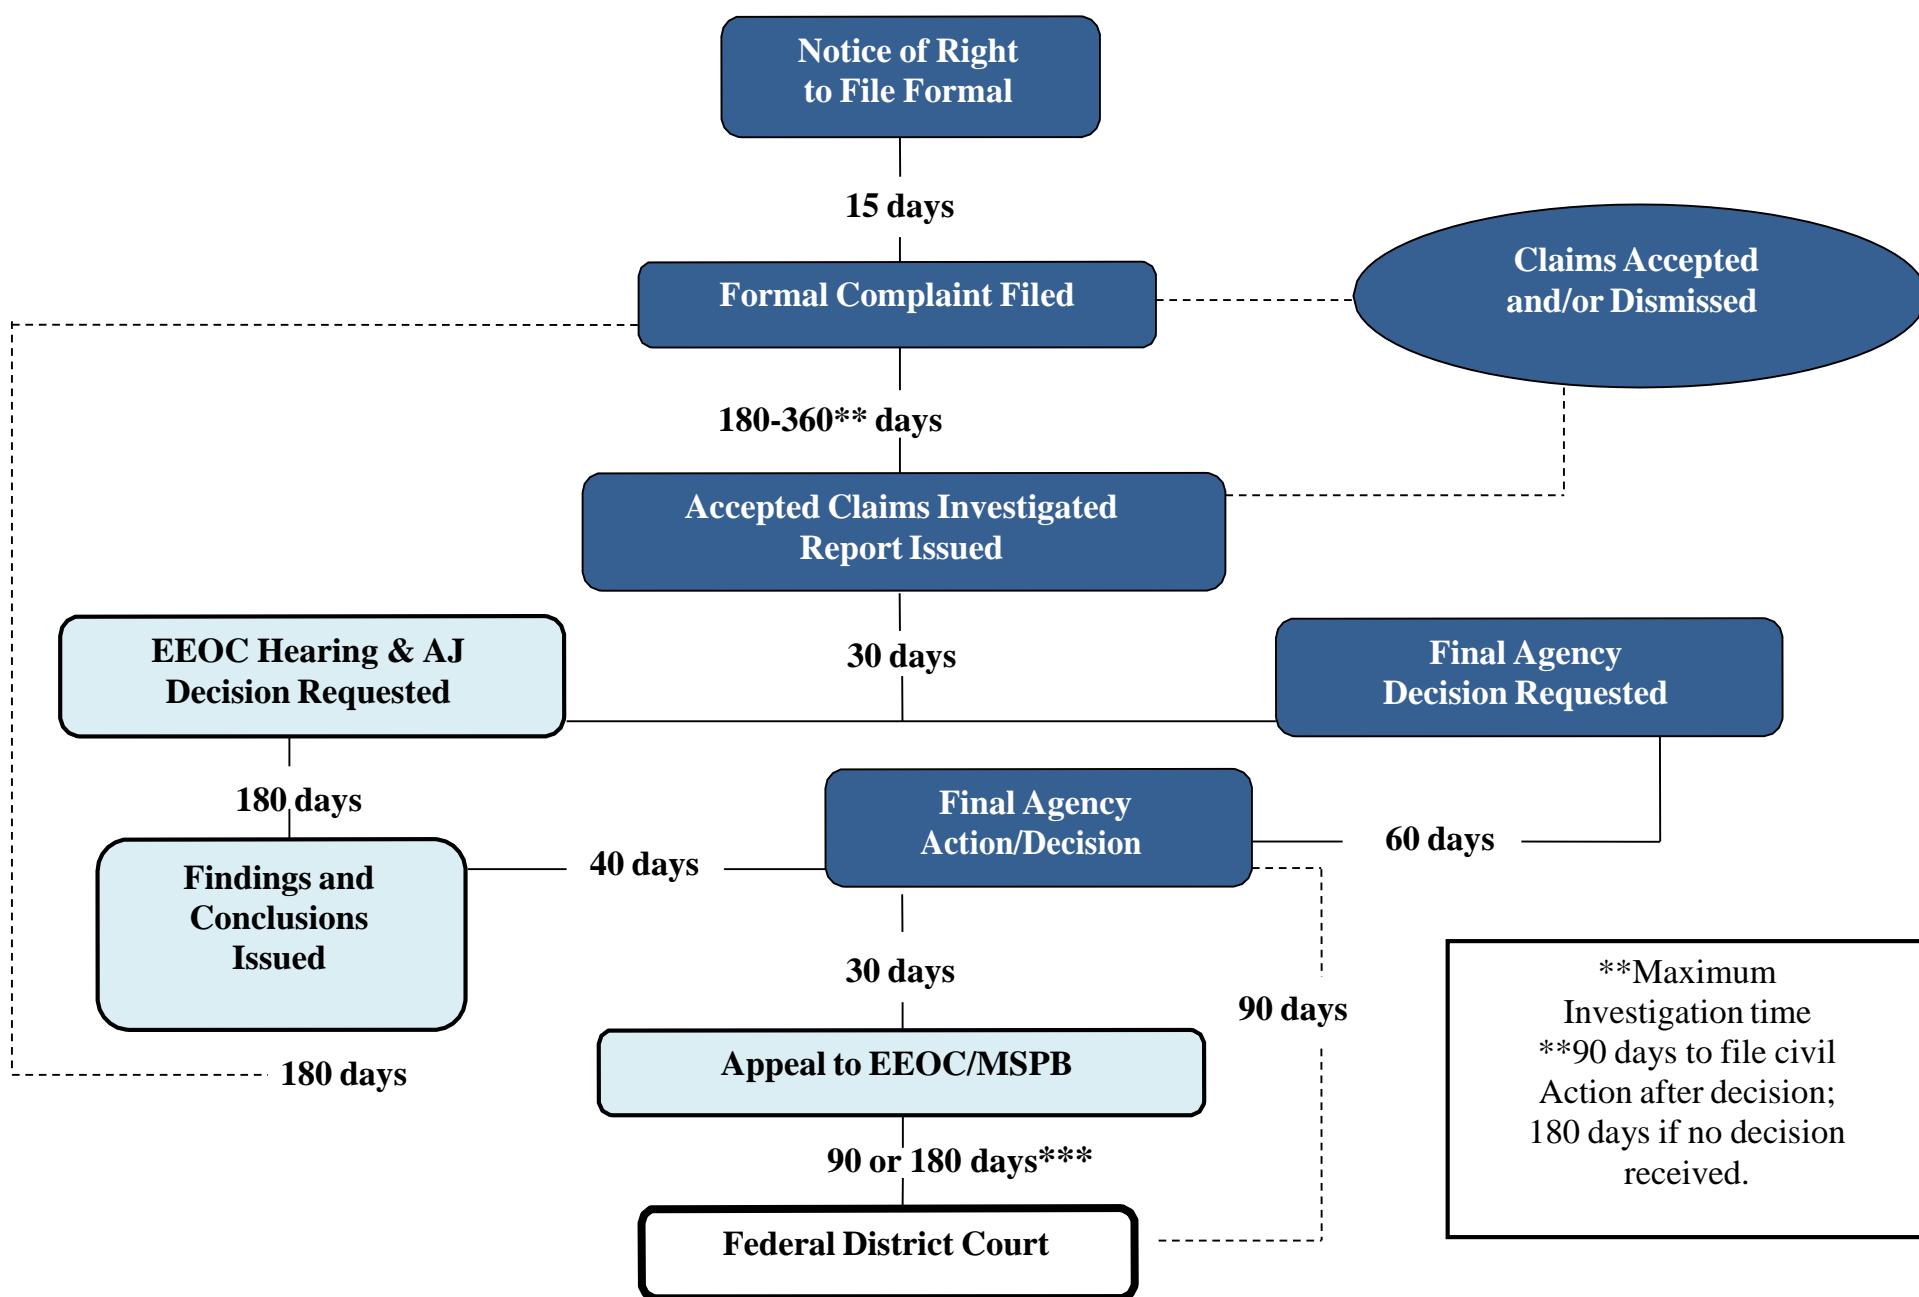 Notice of Right
to File Formal
15 days
Formal Complaint Filed
Claims Accepted
and/or Dismissed
180-360** days
Accepted Claims Investigated
Report Issued
EEOC Hearing & AJ
Decision Requested
30 days
Final Agency
Decision Requested
180 days
Final Agency
Action/Decision
60 days
40 days
Findings and
Conclusions
Issued
30 days
90 days
**Maximum
Investigation time
**90 days to file civil
Action after decision;
180 days if no decision
received.
180 days
Appeal to EEOC/MSPB
90 or 180 days***
Federal District Court